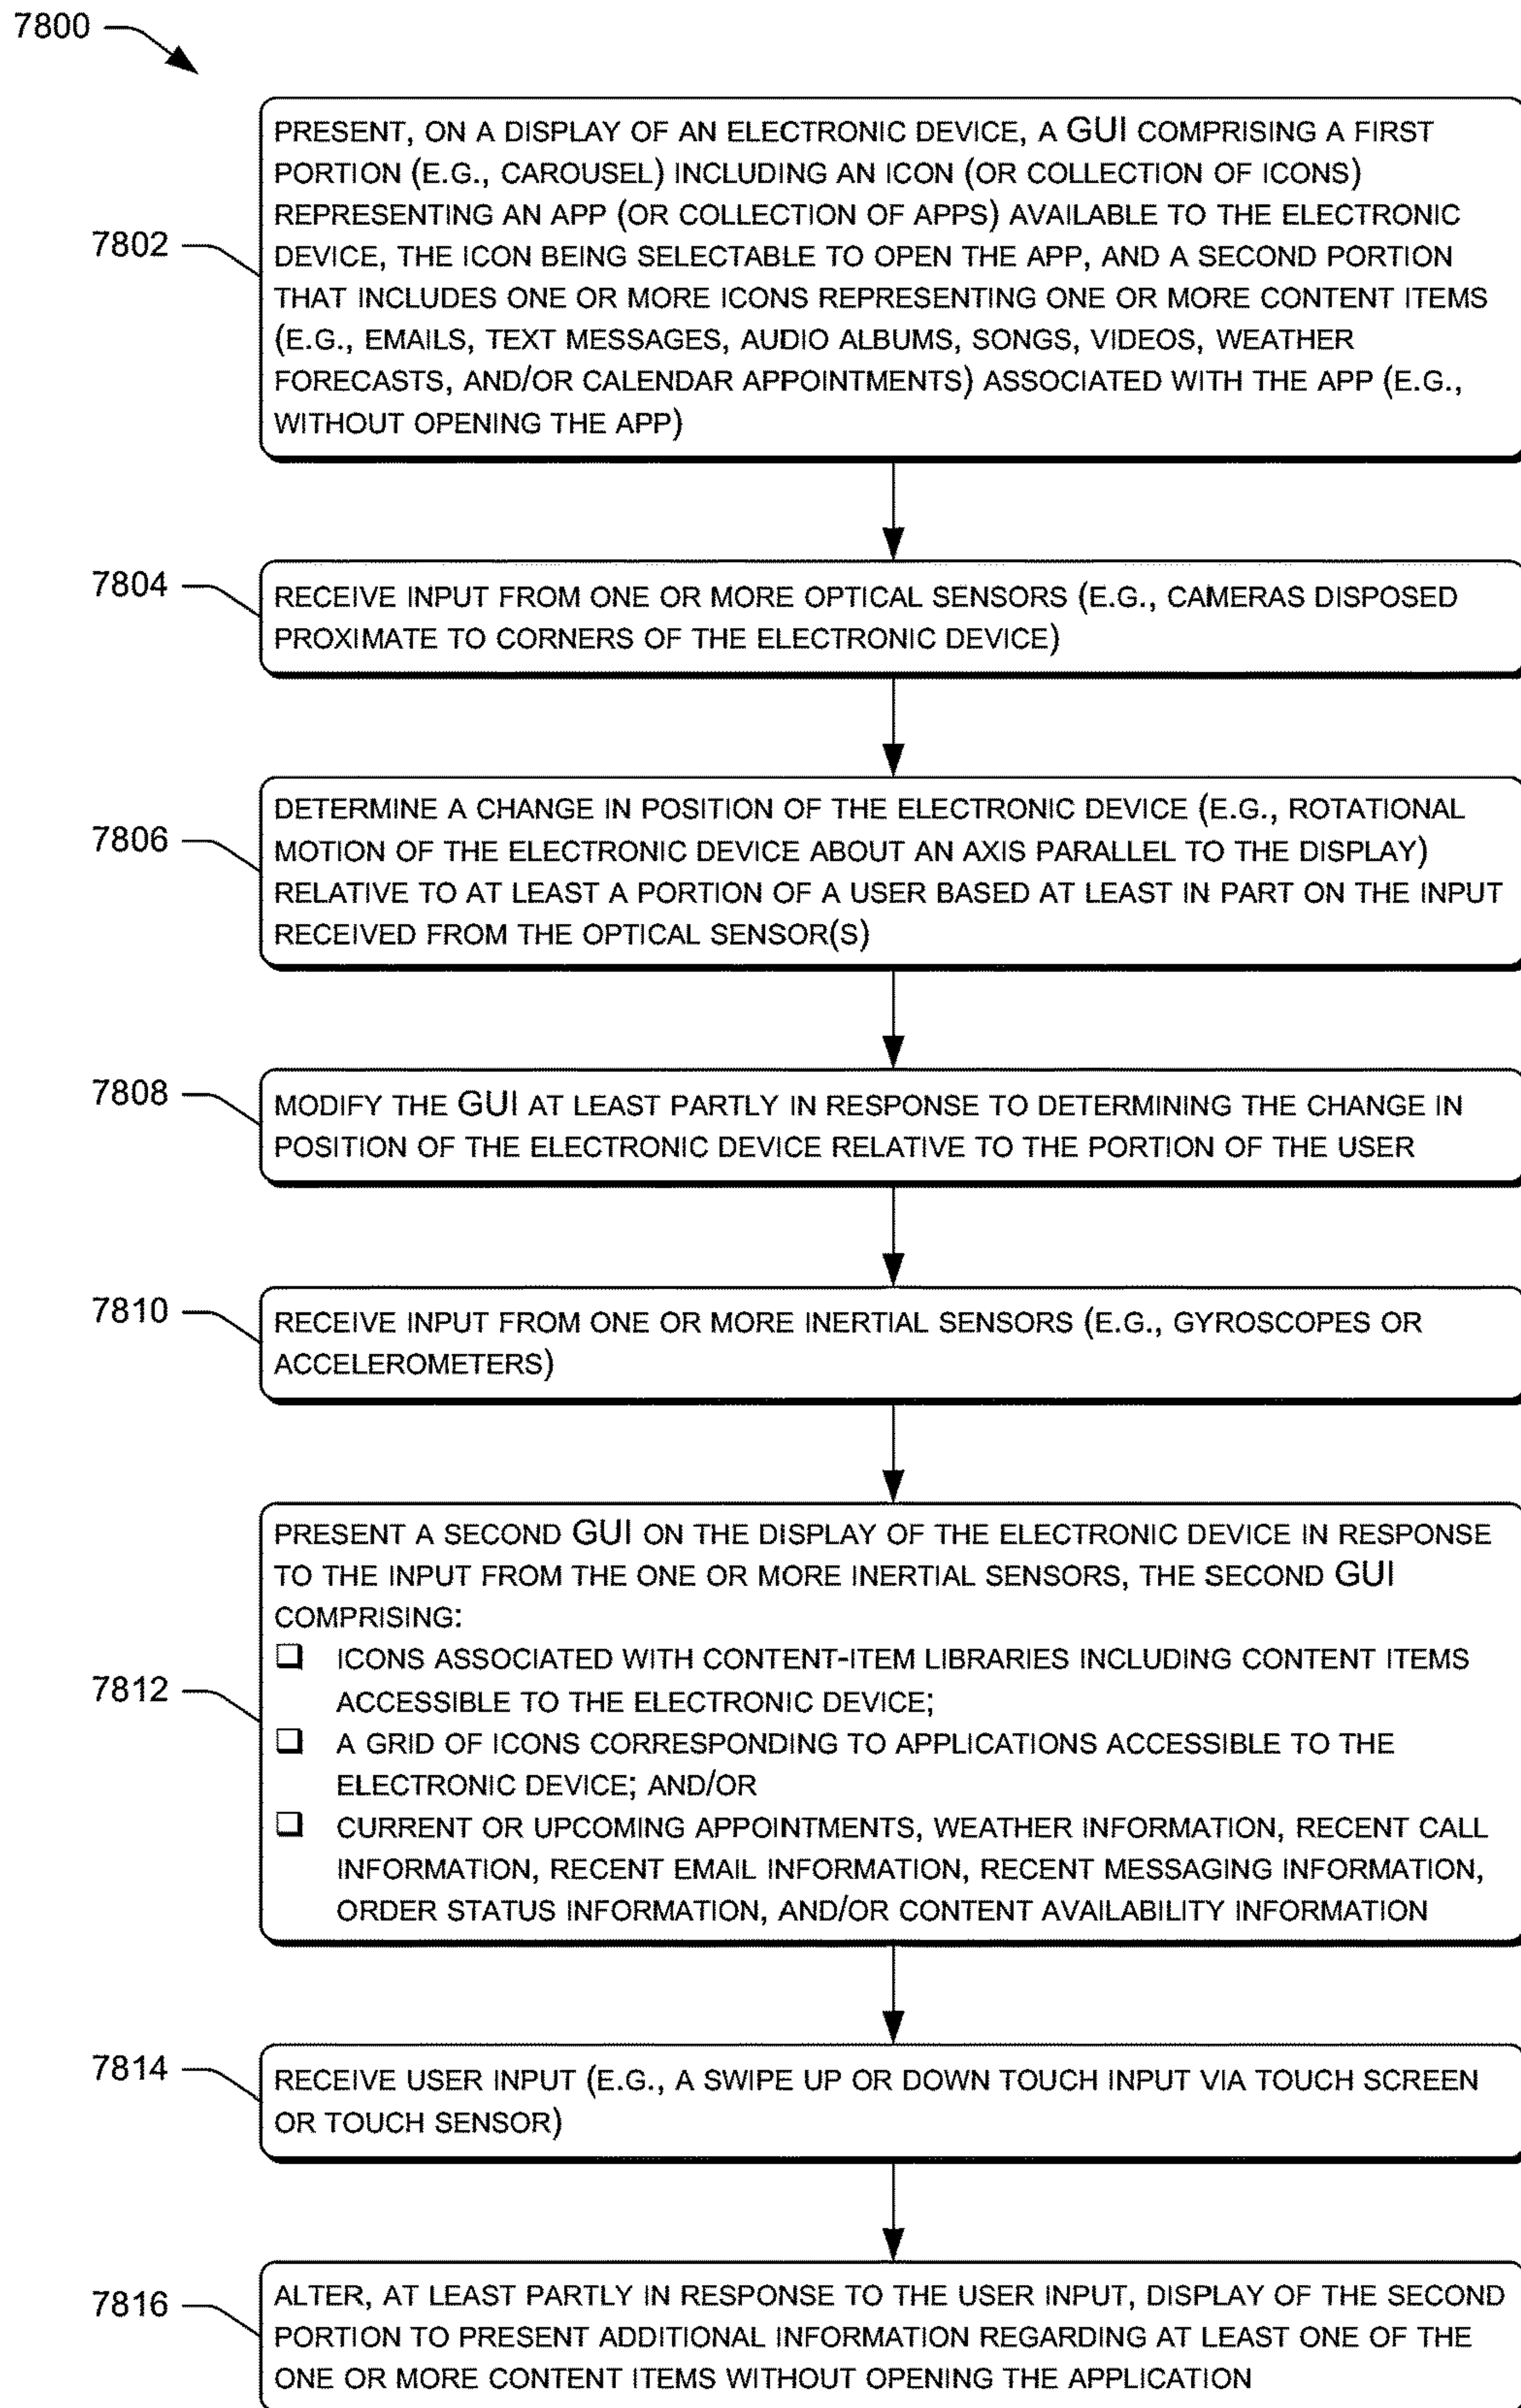 7800
PRESENT, ON A DISPLAY OF AN ELECTRONIC DEVICE, A GUI COMPRISING A FIRST
PORTION (E.G., CAROUSEL) INCLUDING AN ICON (OR COLLECTION OF ICONS)
REPRESENTING AN APP (OR COLLECTION OF APPS) AVAILABLE TO THE ELECTRONIC
7802
DEVICE, THE ICON BEING SELECTABLE TO OPEN THE APP, AND A SECOND PORTION
THAT INCLUDES ONE OR MORE ICONS REPRESENTING ONE OR MORE CONTENT ITEMS
(E.G., EMAILS, TEXT MESSAGES, AUDIO ALBUMS, SONGS, VIDEOS, WEATHER
FORECASTS, AND/OR CALENDAR APPOINTMENTS) ASSOCIATED WITH THE APP (E.G.,
WITHOUT OPENING THE APP)
7804
RECEIVE INPUT FROM ONE OR MORE OPTICAL SENSORS (E.G., CAMERAS DISPOSED
PROXIMATE TO CORNERS OF THE ELECTRONIC DEVICE)
7806
DETERMINE A CHANGE IN POSITION OF THE ELECTRONIC DEVICE (E.G., ROTATIONAL
MOTION OF THE ELECTRONIC DEVICE ABOUT AN AXIS PARALLEL TO THE DISPLAY)
RELATIVE TO AT LEAST A PORTION OF A USER BASED AT LEAST IN PART ON THE INPUT
RECEIVED FROM THE OPTICAL SENSOR(S)
7808
MODIFY THE GUI AT LEAST PARTLY IN RESPONSE TO DETERMINING THE CHANGE IN
POSITION OF THE ELECTRONIC DEVICE RELATIVE TO THE PORTION OF THE USER
7810
RECEIVE INPUT FROM ONE OR MORE INERTIAL SENSORS (E.G., GYROSCOPES OR
ACCELEROMETERS)
PRESENT A SECOND GUI ON THE DISPLAY OF THE ELECTRONIC DEVICE IN RESPONSE
TO THE INPUT FROM THE ONE OR MORE INERTIAL SENSORS, THE SECOND GUI
COMPRISING:
❑ ICONS ASSOCIATED WITH CONTENT-ITEM LIBRARIES INCLUDING CONTENT ITEMS
7812
ACCESSIBLE TO THE ELECTRONIC DEVICE;
❑ A GRID OF ICONS CORRESPONDING TO APPLICATIONS ACCESSIBLE TO THE
ELECTRONIC DEVICE; AND/OR
❑ CURRENT OR UPCOMING APPOINTMENTS, WEATHER INFORMATION, RECENT CALL
INFORMATION, RECENT EMAIL INFORMATION, RECENT MESSAGING INFORMATION,
ORDER STATUS INFORMATION, AND/OR CONTENT AVAILABILITY INFORMATION
7814
RECEIVE USER INPUT (E.G., A SWIPE UP OR DOWN TOUCH INPUT VIA TOUCH SCREEN
OR TOUCH SENSOR)
7816
ALTER, AT LEAST PARTLY IN RESPONSE TO THE USER INPUT, DISPLAY OF THE SECOND
PORTION TO PRESENT ADDITIONAL INFORMATION REGARDING AT LEAST ONE OF THE
ONE OR MORE CONTENT ITEMS WITHOUT OPENING THE APPLICATION